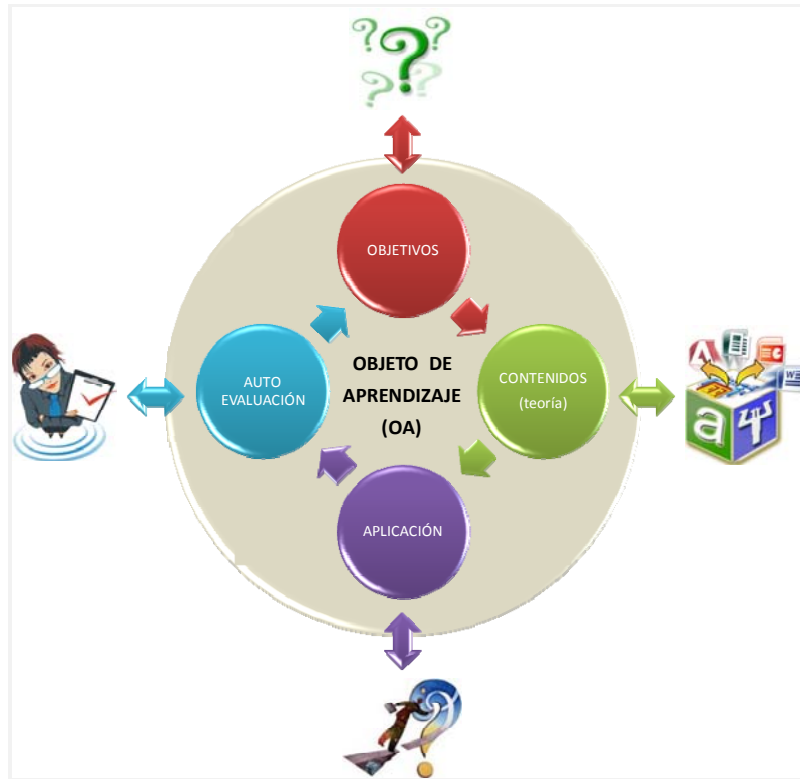 OBJETIVOS
OBJETO DE
APRENDIZAJE
(OA)
CONTENIDOS
(teoría)
AUTO
EVALUACIÓN
APLICACIÓN
a